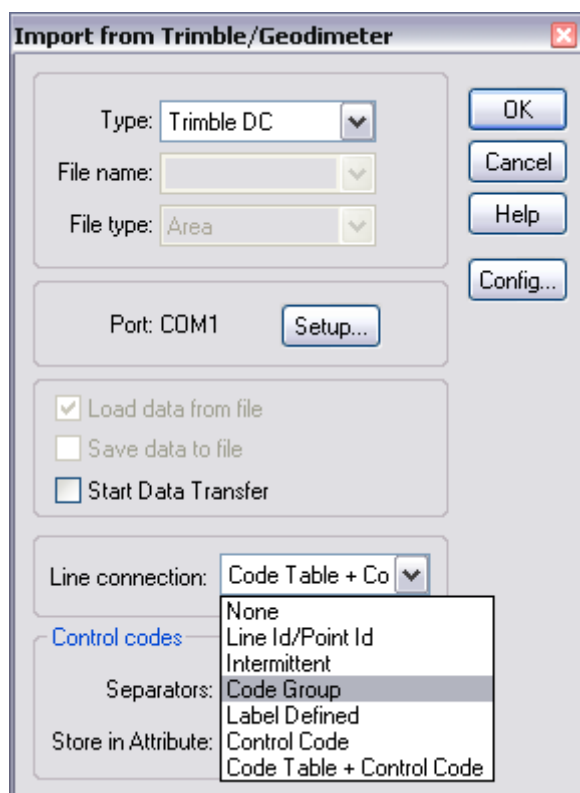 Import from Trimble/Geodimeter
Type: Trimble DC
OK
File name:
Cancel
File type: Area
Help
Config...
Port: COM1 Setup...
Load data from file
Save data to file
Start Data Transfer
Line connection: Code Table + Co
None
Control codes
Line Id/Point Id
Intermittent
Separators: Code Group
Label Defined
Store in Attribute: Control Code
Code Table + Control Code